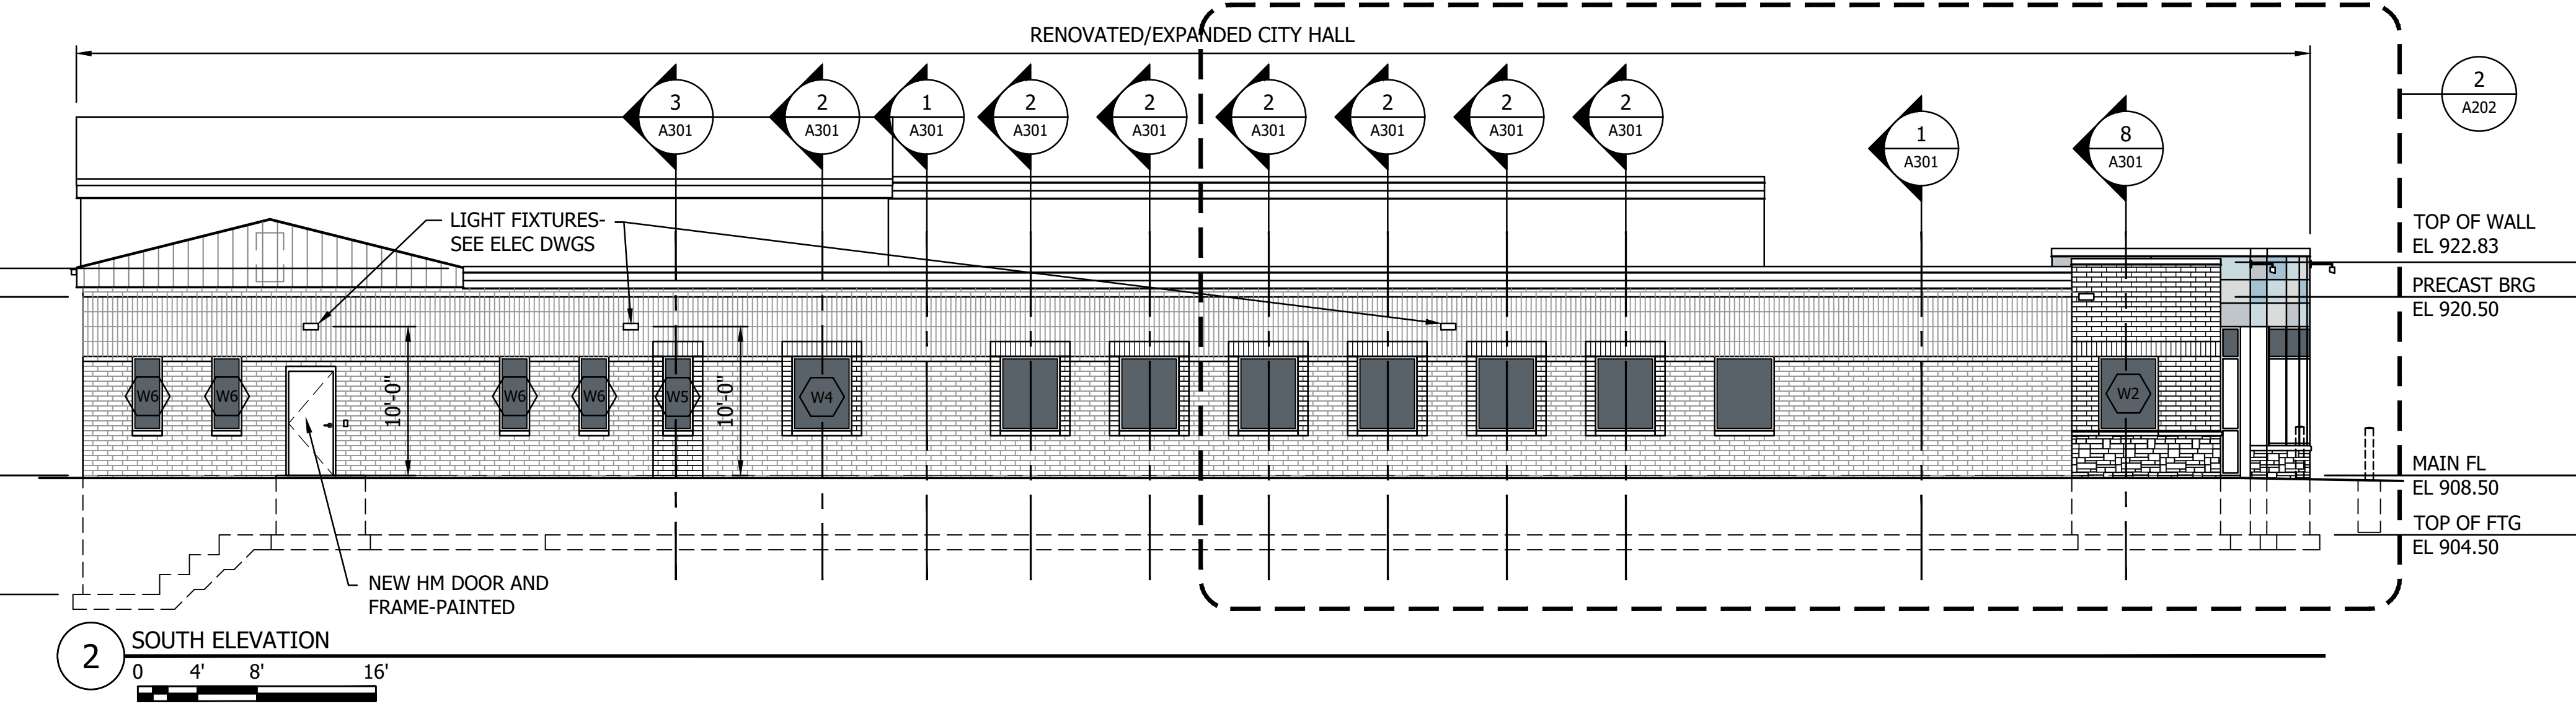 RENOVATED/EXPANDED CITY HALL
3
A301
2
A301
1
A301
2
A301
2
A301
2
A301
2
A301
2
A301
2
A301
1
A301
8
A301
2
A202
LIGHT FIXTURES-
SEE ELEC DWGS
TOP OF WALL
EL 922.83
PRECAST BRG
EL 920.50
W6
W6
10'-0"
W6
W6
W5
10'-0"
W4
W2
MAIN FL
EL 908.50
TOP OF FTG
EL 904.50
NEW HM DOOR AND
FRAME-PAINTED
2
SOUTH ELEVATION
0 4' 8' 16'